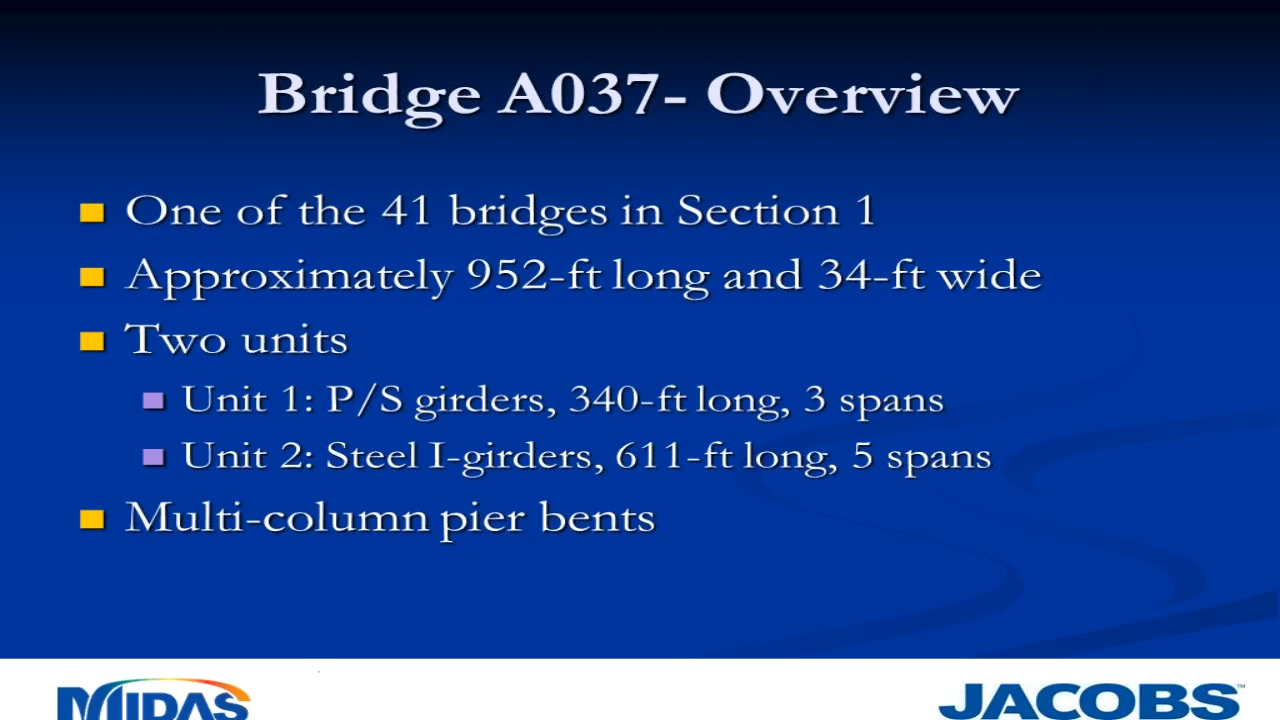 Bridge A037- Overview
One of the 41 bridges in Section 1
Approximately 952-ft long and 34-ft wide
Two units
Unit 1: P/S girders, 340-ft long, 3 spans
Unit 2: Steel I-girders, 611-ft long, 5 spans
Multi-column pier bents
MIDAS
JACOBS™